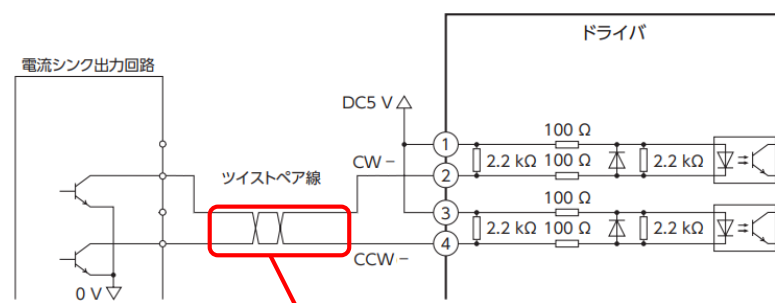 ドライバ
電流シンク出力回路
DC5 V
100 Ω
1
CW −
2.2 kΩ
100 Ω
2.2 kΩ
2
ツイストペア線
100 Ω
3
2.2 kΩ
100 Ω
2.2 kΩ
4
CCW −
0 V